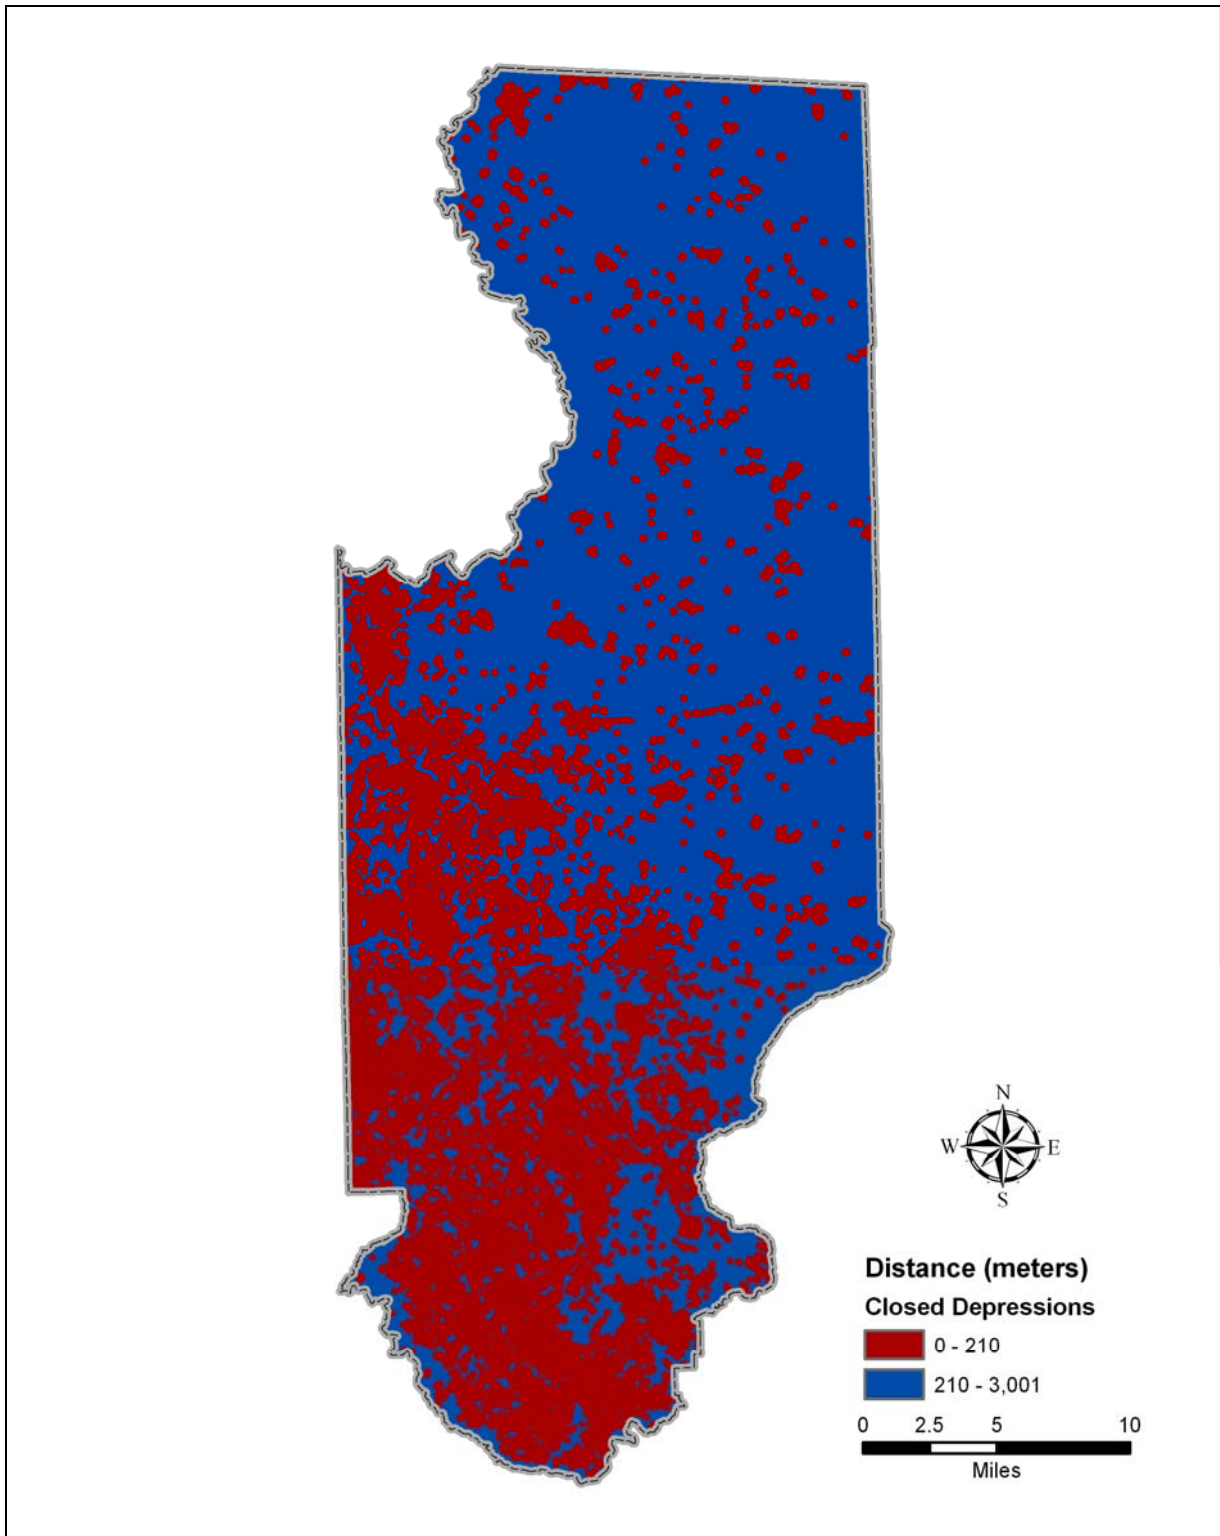 N
W E
S
Distance (meters)
Closed Depressions
0 - 210
210 - 3,001
0 2.5 5 10
Miles